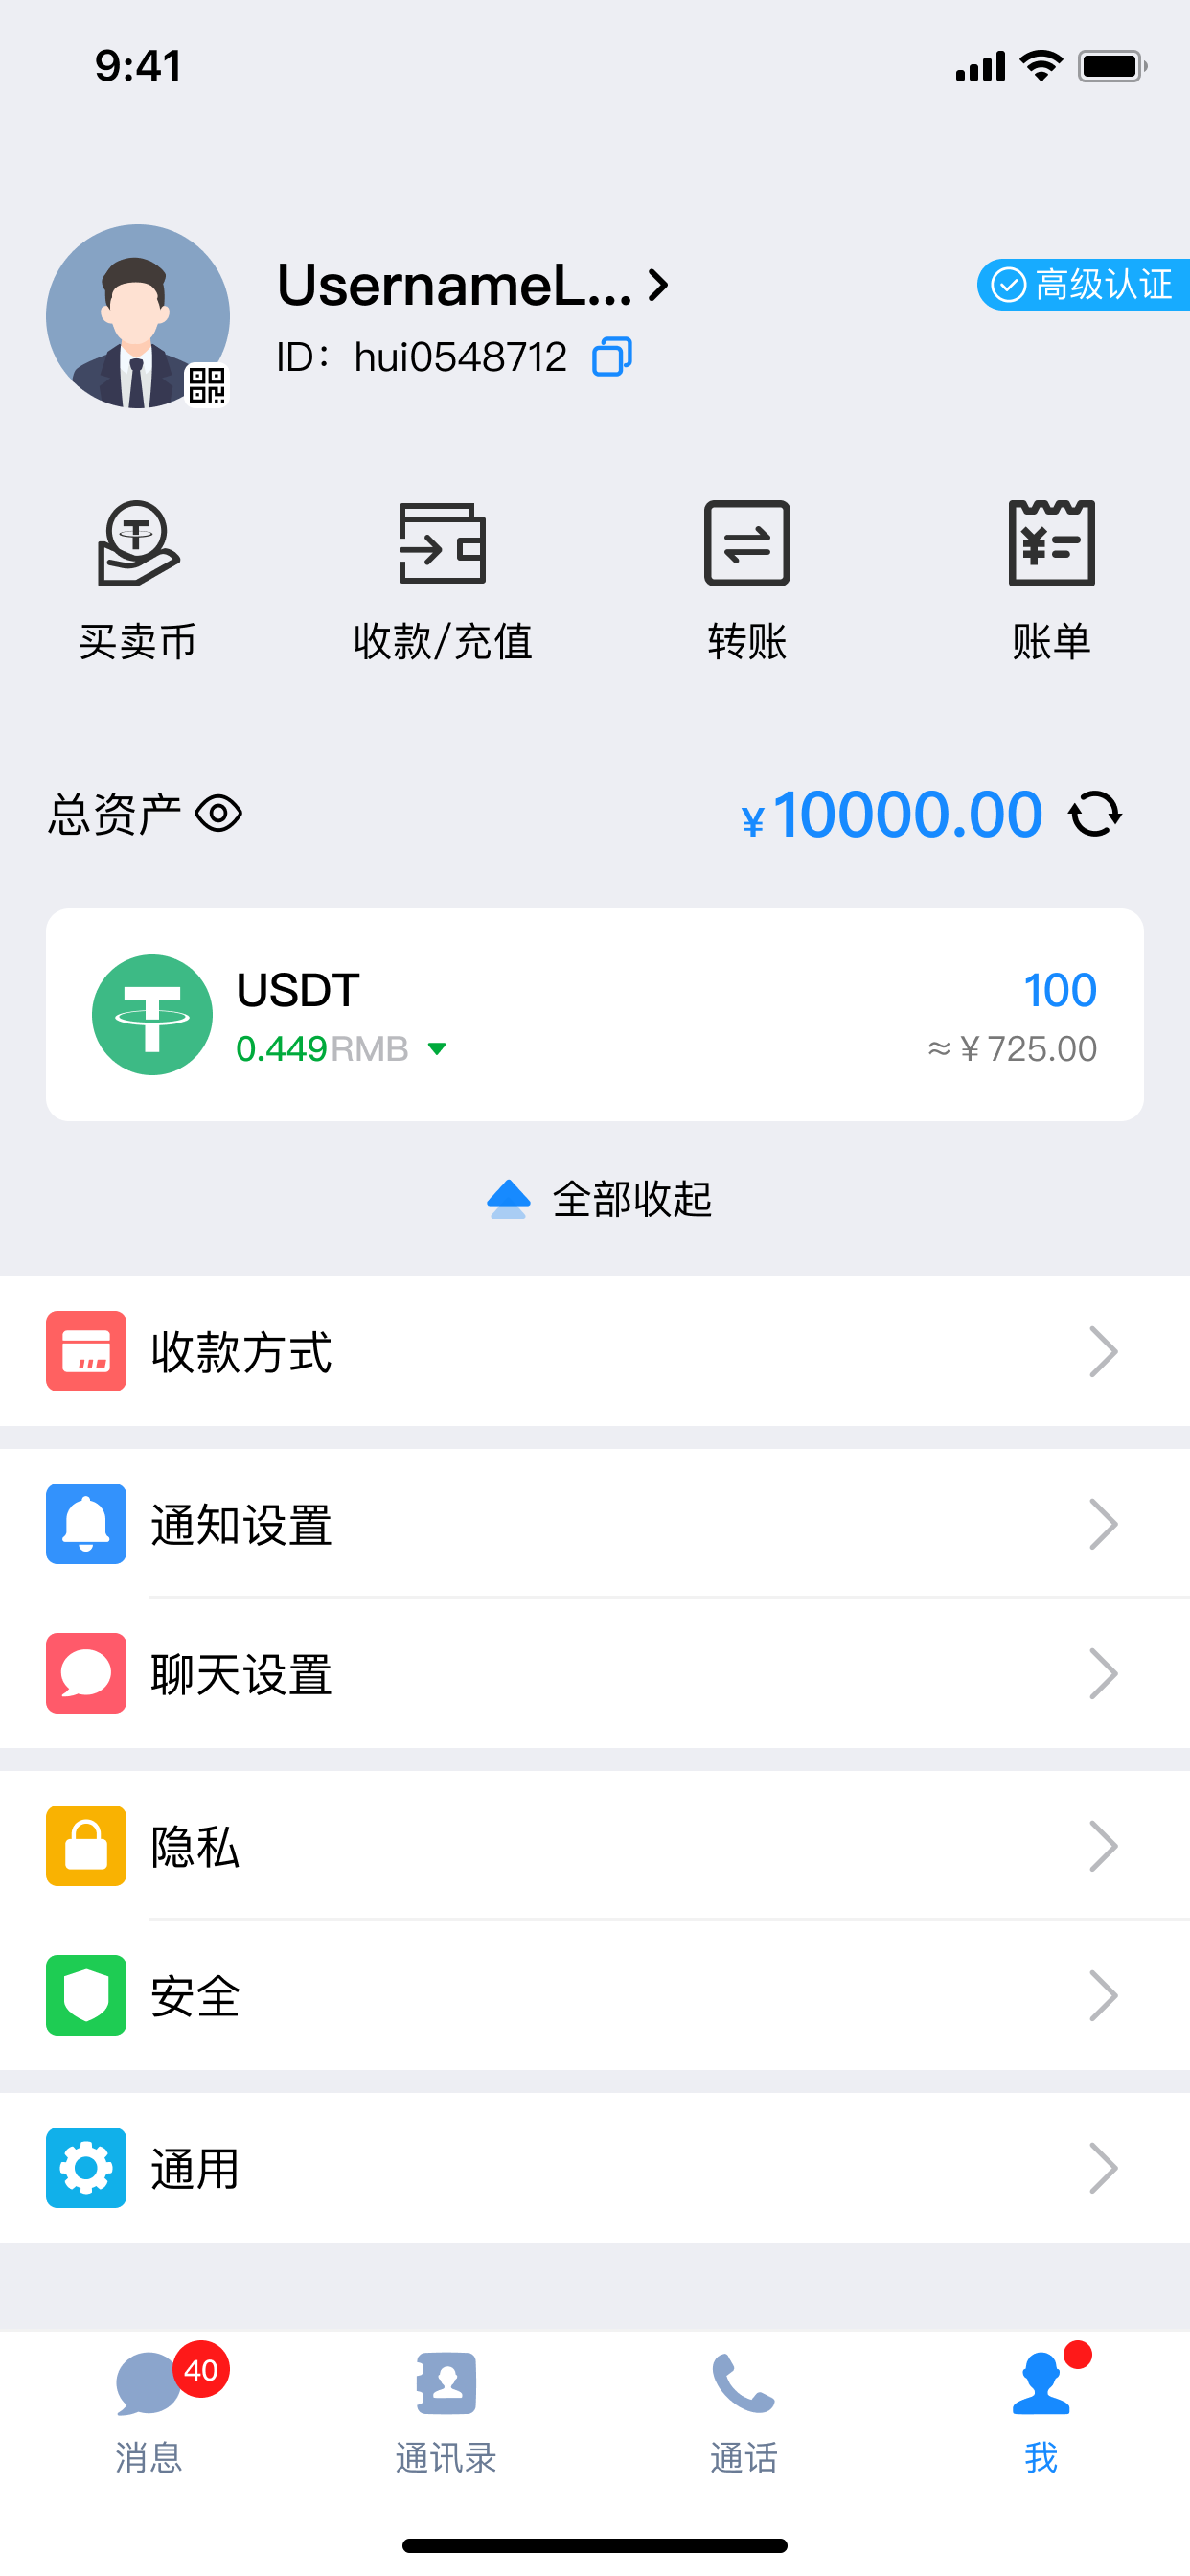 9:41
UsernameL... 高级认证
ID：hui0548712
买卖币 收款/充值 转账 账单
总资产 ¥10000.00
USDT 100
0.449RMB ≈ ¥ 725.00
全部收起
收款方式
通知设置
聊天设置
隐私
安全
通用
40
消息 通讯录 通话 我